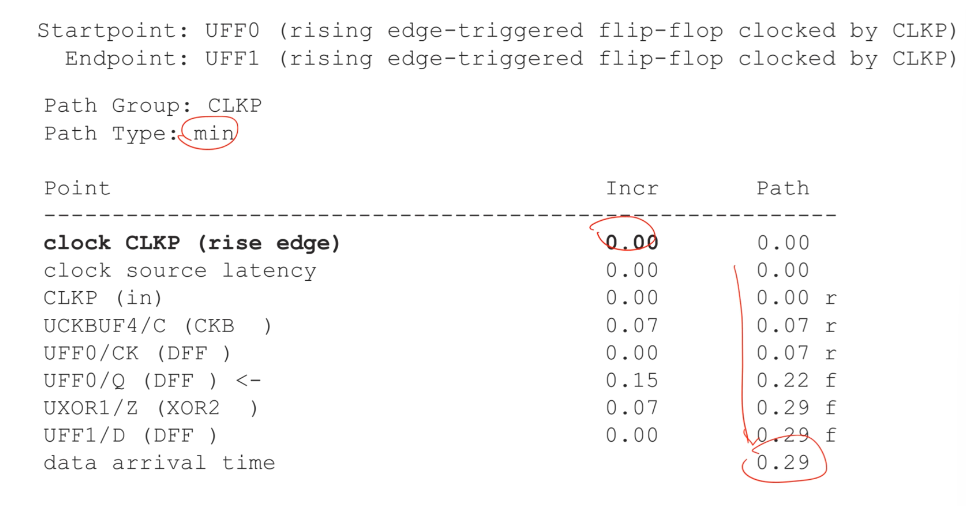 Startpoint: UFF0 (rising edge-triggered flip-flop clocked by CLKP)
Endpoint: UFF1 (rising edge-triggered flip-flop clocked by CLKP)
Path Group: CLKP
Path Type: min
Point Incr Path
------------------------------------------------------------
clock CLKP (rise edge) 0.00 0.00
clock source latency 0.00 0.00
CLKP (in) 0.00 0.00 r
UCKBUF4/C (CKB ) 0.07 0.07 r
UFF0/CK (DFF ) 0.00 0.07 r
UFF0/Q (DFF ) <- 0.15 0.22 f
UXOR1/Z (XOR2 ) 0.07 0.29 f
UFF1/D (DFF ) 0.00 0.29 f
data arrival time 0.29